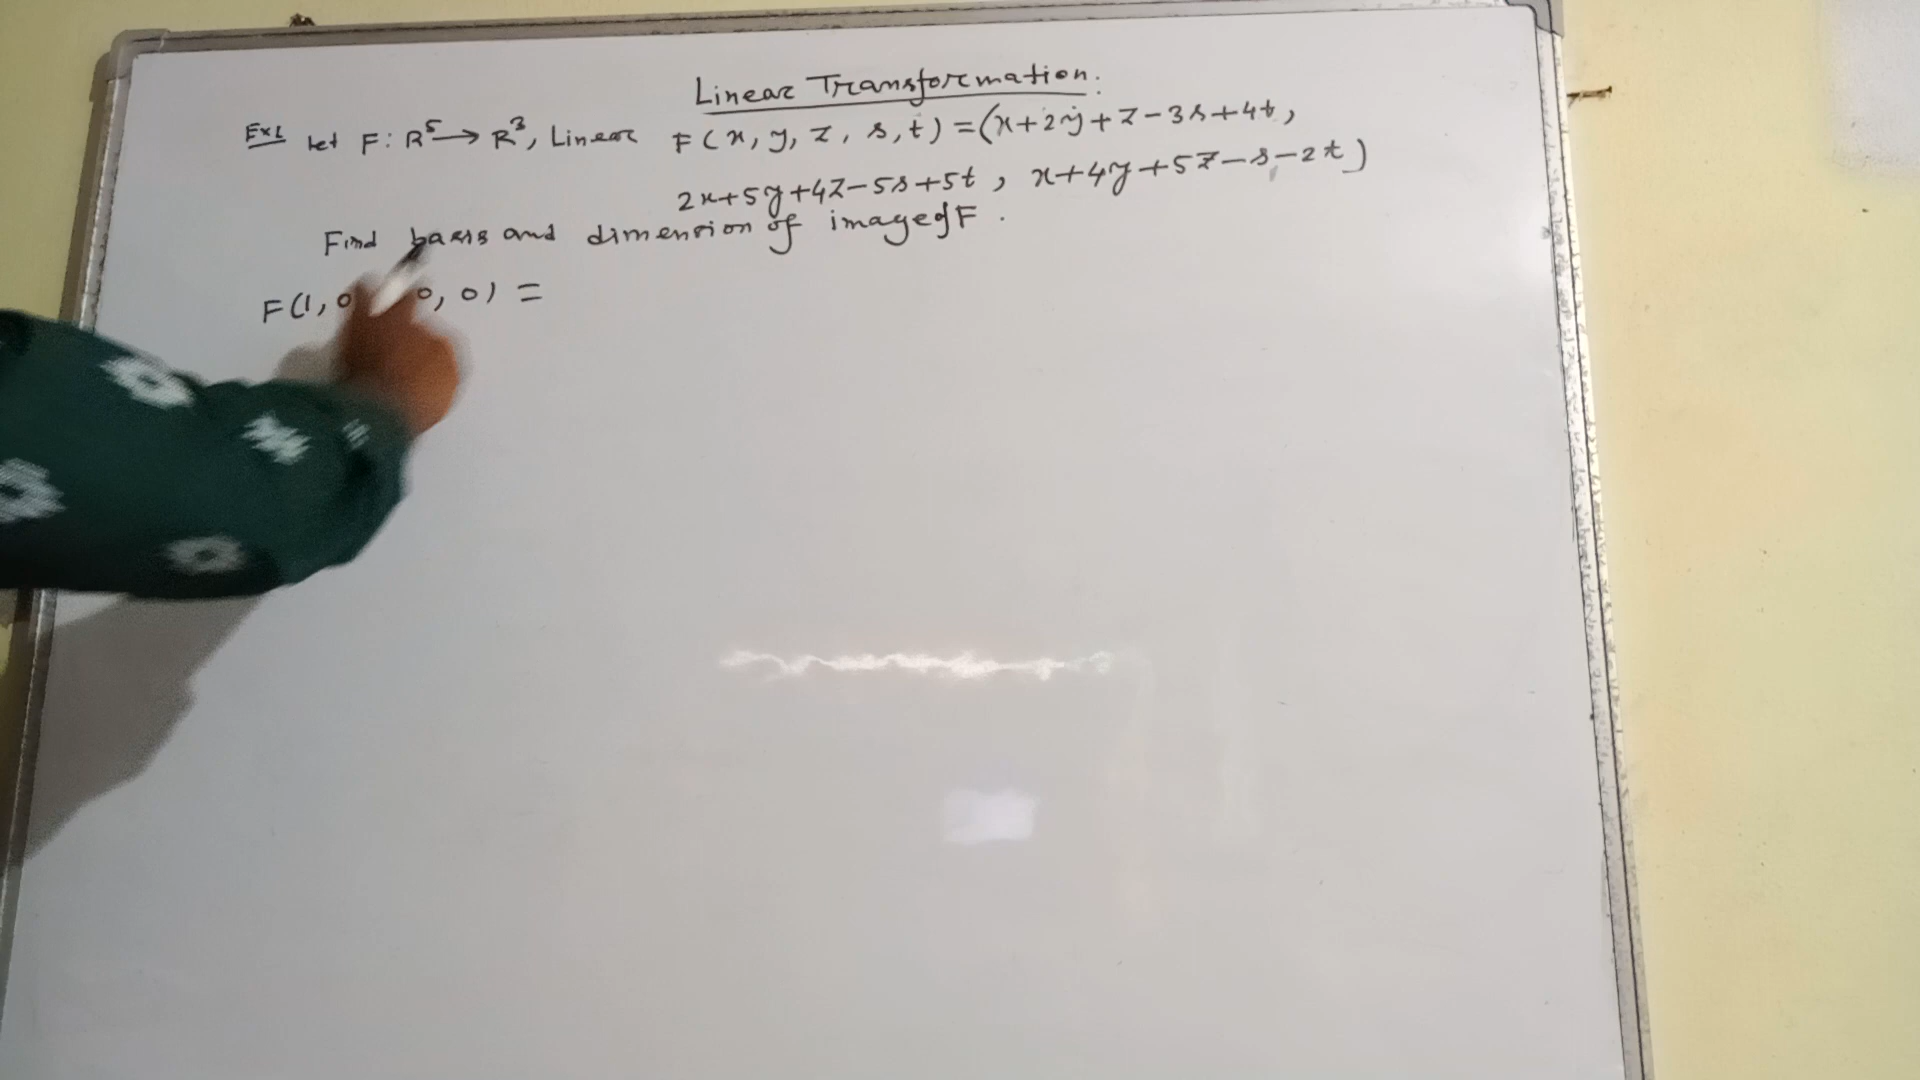 Linear Transformation.
Ex1 Let F: R⁵ → R³, Linear F(x, y, z, s, t) = (x+2y+z-3s+4t,
2x+5y+4z-5s+5t, x+4y+5z-s-2t)
Find basis and dimension of image of F.
F(1, 0 0, 0) =